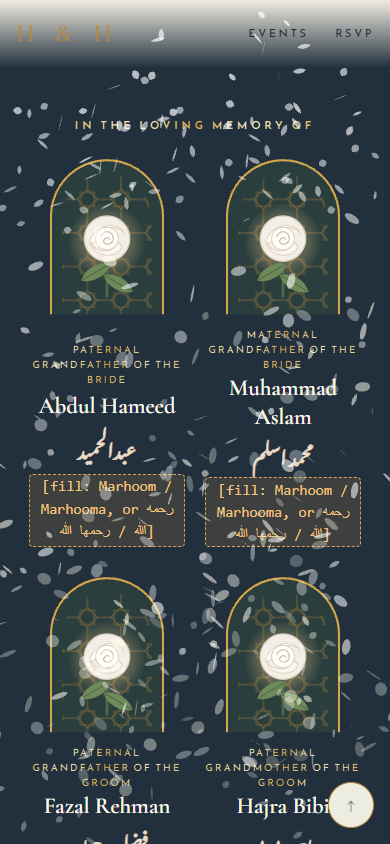 H & H
EVENTS RSVP
IN THE LOVING MEMORY OF
PATERNAL
GRANDFATHER OF THE
BRIDE
Abdul Hameed
عبدالحمید
[fill: Marhoom /
Marhooma, or رحمه
الله / رحمها الله]
MATERNAL
GRANDFATHER OF THE
BRIDE
Muhammad
Aslam
محمد اسلم
[fill: Marhoom /
Marhooma, or رحمه
الله / رحمها الله]
PATERNAL
GRANDFATHER OF THE
GROOM
Fazal Rehman
PATERNAL
GRANDMOTHER OF THE
GROOM
Hajra Bibi
↑